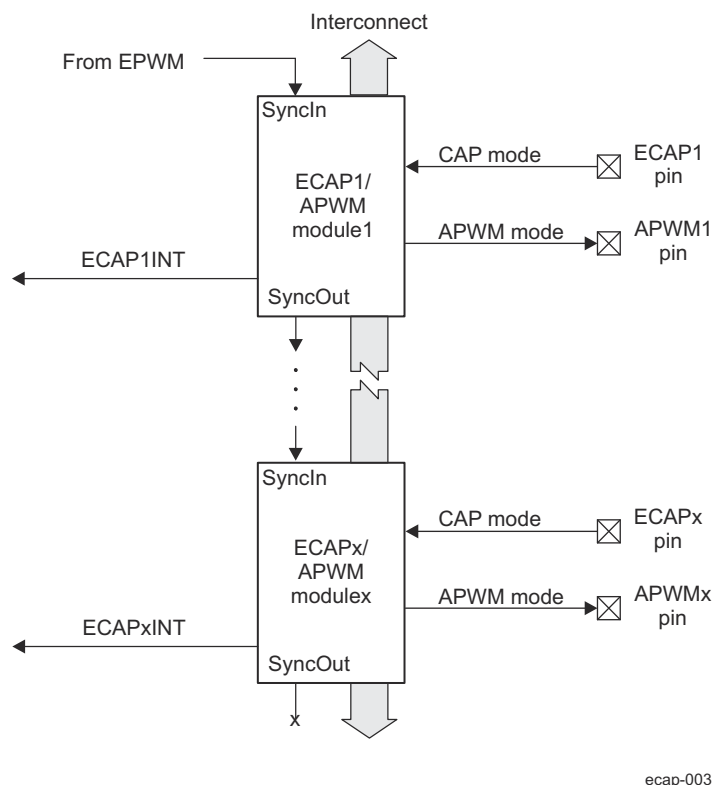 Interconnect
From EPWM
SyncIn
CAP mode
ECAP1
pin
ECAP1/
APWM
module1
APWM mode
APWM1
pin
ECAP1INT
SyncOut
SyncIn
CAP mode
ECAPx
pin
ECAPx/
APWM
modulex
APWM mode
APWMx
pin
ECAPxINT
SyncOut
x
ecap-003